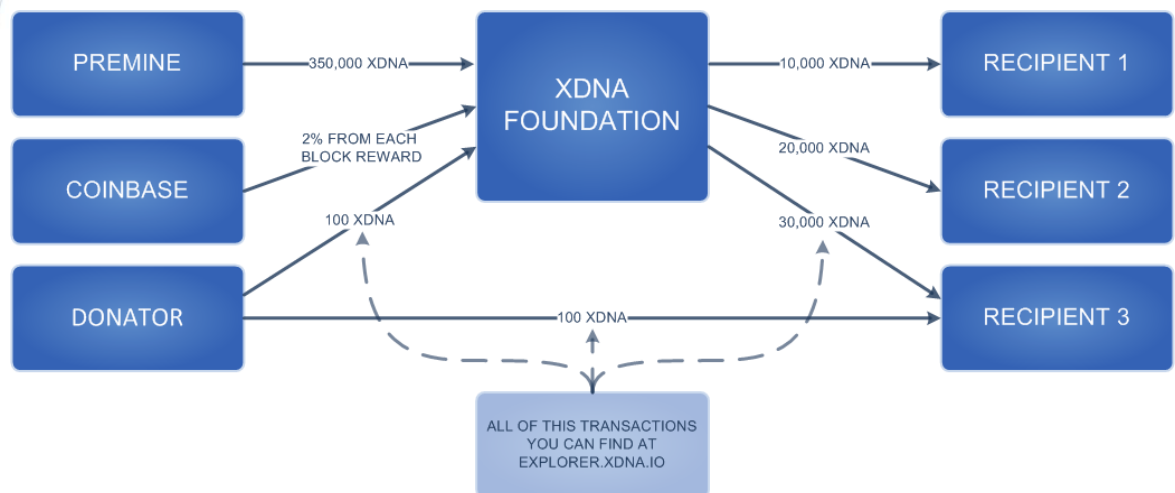 PREMINE
350,000 XDNA
XDNA
FOUNDATION
10,000 XDNA
RECIPIENT 1
COINBASE
2% FROM EACH
BLOCK REWARD
20,000 XDNA
RECIPIENT 2
100 XDNA
30,000 XDNA
DONATOR
100 XDNA
RECIPIENT 3
ALL OF THIS TRANSACTIONS
YOU CAN FIND AT
EXPLORER.XDNA.IO